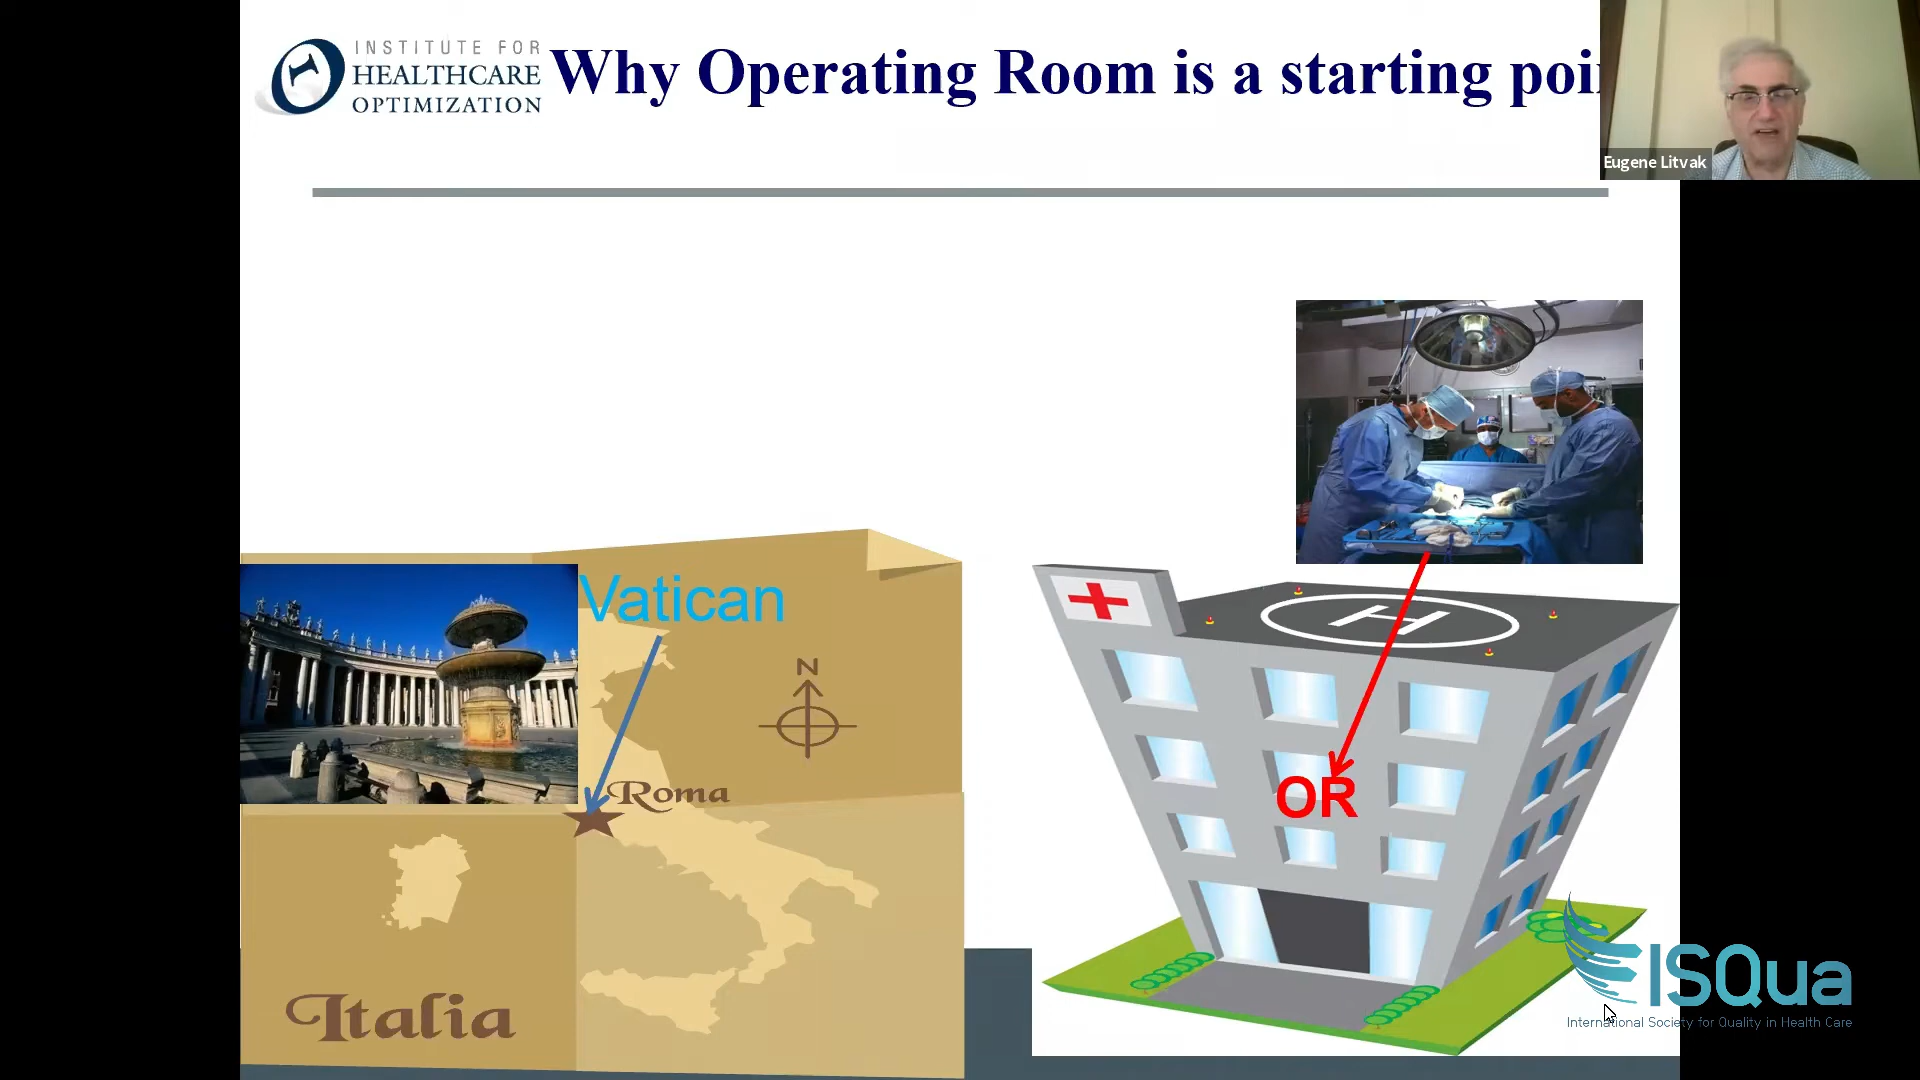 INSTITUTE FOR
HEALTHCARE
OPTIMIZATION
Why Operating Room is a starting poi
Eugene Litvak
Vatican
N
Roma
Italia
H
OR
ISQua
International Society for Quality in Health Care